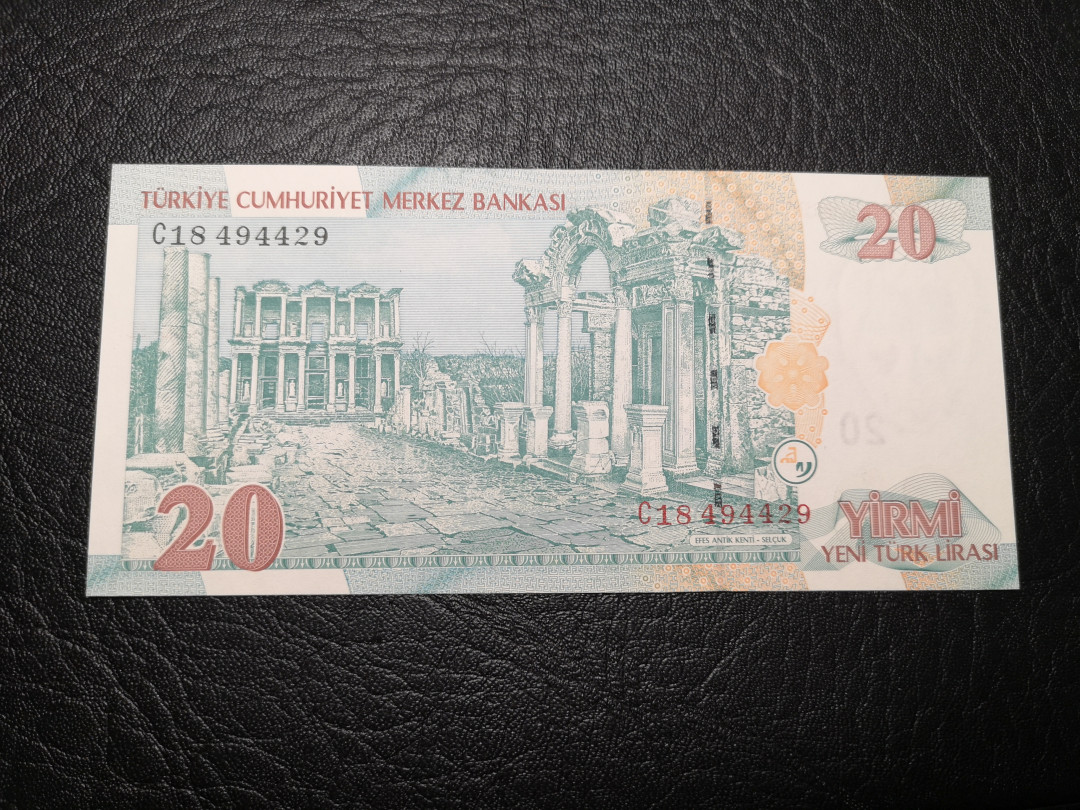 TÜRKİYE CUMHURİYET MERKEZ BANKASI
C18 494429
20
20
20
C18 494429
EFES ANTİK KENTİ - SELÇUK
YİRMİ
YENİ TÜRK LİRASI